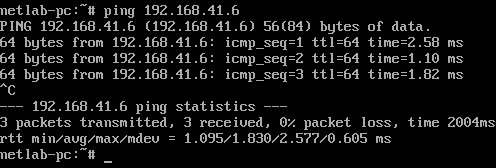 netlab-pc:~# ping 192.168.41.6
PING 192.168.41.6 (192.168.41.6) 56(84) bytes of data.
64 bytes from 192.168.41.6: icmp_seq=1 ttl=64 time=2.58 ms
64 bytes from 192.168.41.6: icmp_seq=2 ttl=64 time=1.10 ms
64 bytes from 192.168.41.6: icmp_seq=3 ttl=64 time=1.82 ms
^C
--- 192.168.41.6 ping statistics ---
3 packets transmitted, 3 received, 0% packet loss, time 2004ms
rtt min/avg/max/mdev = 1.095/1.830/2.577/0.605 ms
netlab-pc:~# _